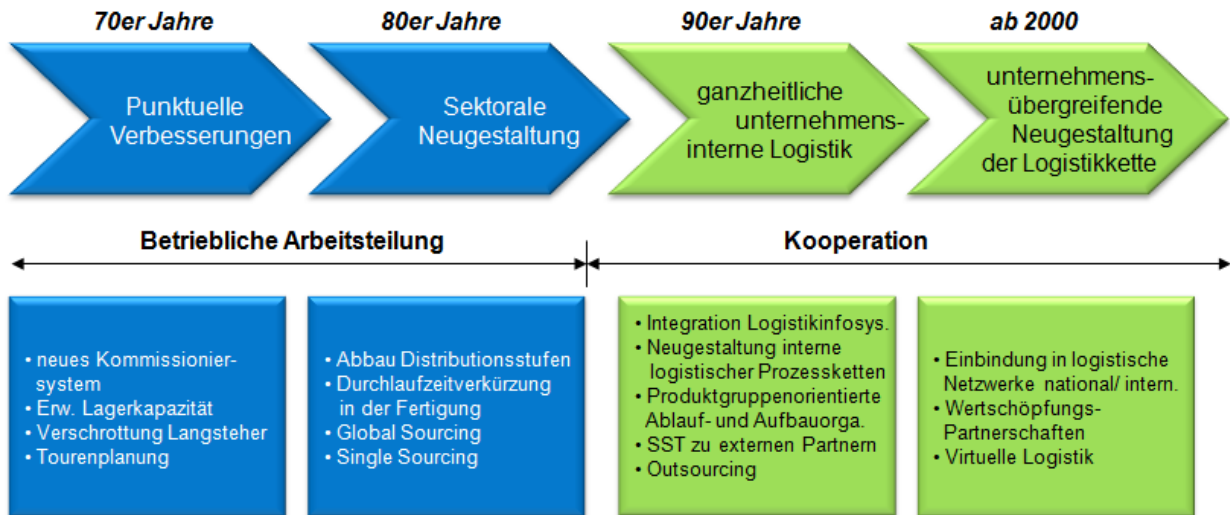 70er Jahre
80er Jahre
90er Jahre
ab 2000
Punktuelle
Verbesserungen
Sektorale
Neugestaltung
ganzheitliche
unternehmens-
interne Logistik
unternehmens-
übergreifende
Neugestaltung
der Logistikkette
Betriebliche Arbeitsteilung
Kooperation
• neues Kommissionier-
system
• Erw. Lagerkapazität
• Verschrottung Langsteher
• Tourenplanung
• Abbau Distributionsstufen
• Durchlaufzeitverkürzung
in der Fertigung
• Global Sourcing
• Single Sourcing
• Integration Logistikinfosys.
• Neugestaltung interne
logistischer Prozessketten
• Produktgruppenorientierte
Ablauf- und Aufbauorga.
• SST zu externen Partnern
• Outsourcing
• Einbindung in logistische
Netzwerke national/ intern.
• Wertschöpfungs-
Partnerschaften
• Virtuelle Logistik